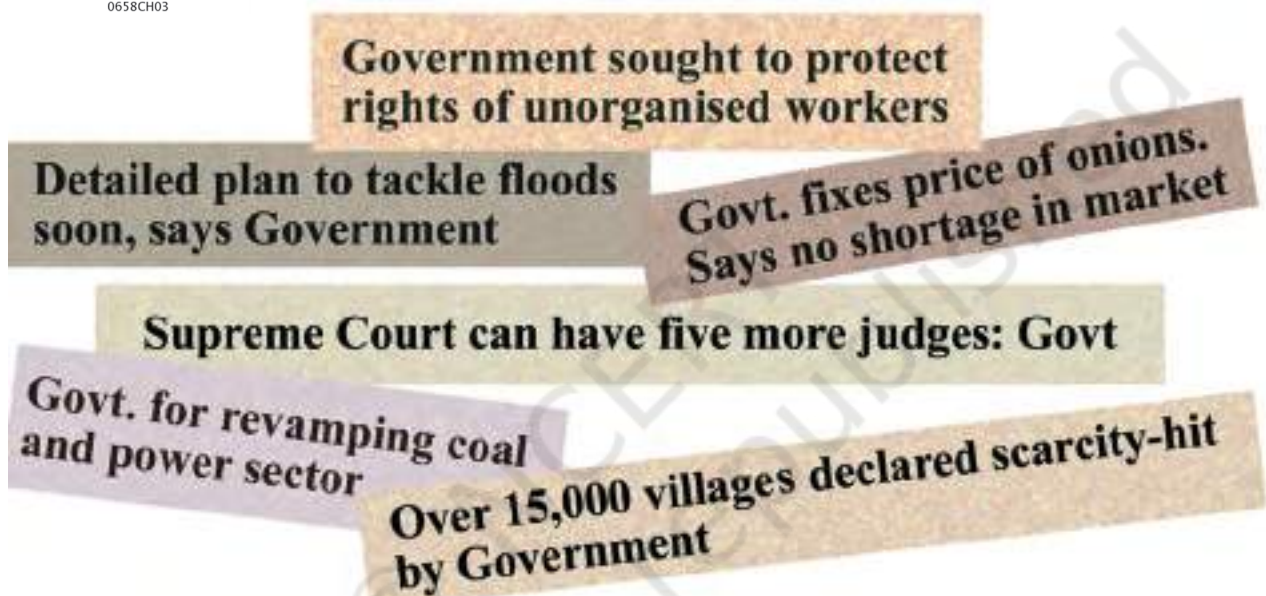 0658CH03
Government sought to protect
rights of unorganised workers
Detailed plan to tackle floods
soon, says Government
Govt. fixes price of onions.
Says no shortage in market
Supreme Court can have five more judges: Govt
Govt. for revamping coal
and power sector
Over 15,000 villages declared scarcity-hit
by Government